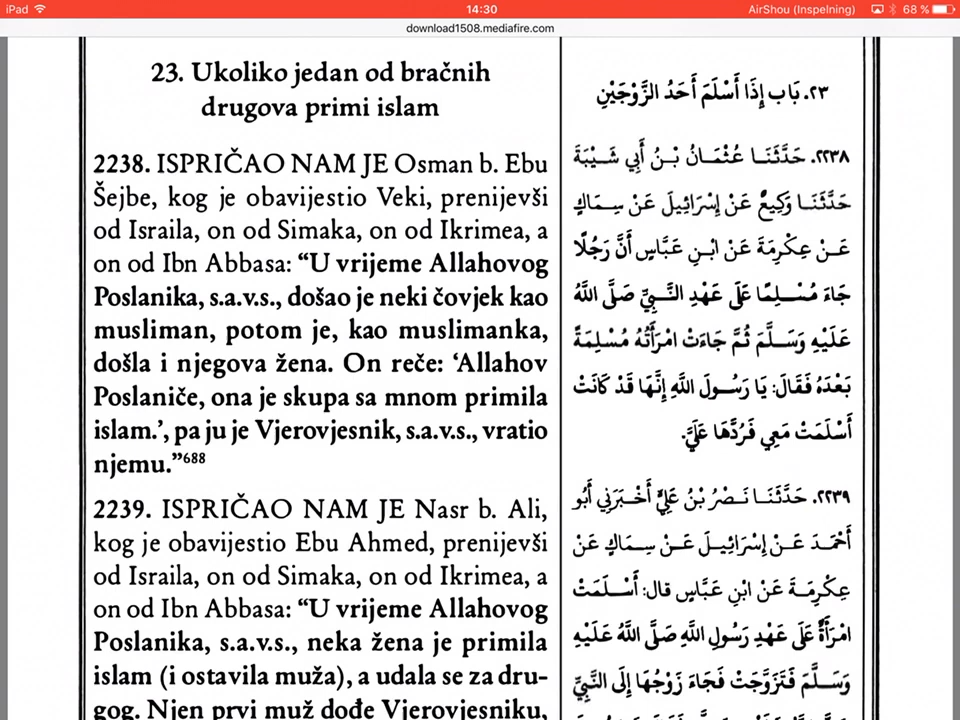 iPad
14:30
AirShou (Inspelning)
68 %
download1508.mediafire.com
23. Ukoliko jedan od bračnih
drugova primi islam
2238. ISPRIČAO NAM JE Osman b. Ebu
Šejbe, kog je obavijestio Veki, prenijevši
od Israila, on od Simaka, on od Ikrimea, a
on od Ibn Abbasa: “U vrijeme Allahovog
Poslanika, s.a.v.s., došao je neki čovjek kao
musliman, potom je, kao muslimanka,
došla i njegova žena. On reče: ‘Allahov
Poslaniče, ona je skupa sa mnom primila
islam.’, pa ju je Vjerovjesnik, s.a.v.s., vratio
njemu.”688
2239. ISPRIČAO NAM JE Nasr b. Ali,
kog je obavijestio Ebu Ahmed, prenijevši
od Israila, on od Simaka, on od Ikrimea, a
on od Ibn Abbasa: “U vrijeme Allahovog
Poslanika, s.a.v.s., neka žena je primila
islam (i ostavila muža), a udala se za dru-
gog. Njen prvi muž dođe Vjerovjesniku,
٢٣. بَاب إِذَا أَسْلَمَ أَحَدُ الزَّوْجَيْنِ
٢٢٣٨. حَدَّثَنَا عُثْمَانُ بْنُ أَبِي شَيْبَةَ
حَدَّثَنَا وَكِيعٌ عَنْ إِسْرَائِيلَ عَنْ سِمَاكٍ
عَنْ عِكْرِمَةَ عَنْ ابْنِ عَبَّاسٍ أَنَّ رَجُلًا
جَاءَ مُسْلِمًا عَلَى عَهْدِ النَّبِيِّ صَلَّى اللَّهُ
عَلَيْهِ وَسَلَّمَ ثُمَّ جَاءَتْ امْرَأَتُهُ مُسْلِمَةً
بَعْدَهُ فَقَالَ: يَا رَسُولَ اللَّهِ إِنَّهَا قَدْ كَانَتْ
أَسْلَمَتْ مَعِي فَرُدَّهَا عَلَيَّ.
٢٢٣٩. حَدَّثَنَا نَصْرُ بْنُ عَلِيٍّ أَخْبَرَنِي أَبُو
أَحْمَدَ عَنْ إِسْرَائِيلَ عَنْ سِمَاكٍ عَنْ
عِكْرِمَةَ عَنْ ابْنِ عَبَّاسٍ قال: أَسْلَمَتْ
امْرَأَةٌ عَلَى عَهْدِ رَسُولِ اللَّهِ صَلَّى اللَّهُ عَلَيْهِ
وَسَلَّمَ فَتَزَوَّجَتْ فَجَاءَ زَوْجُهَا إِلَى النَّبِيِّ